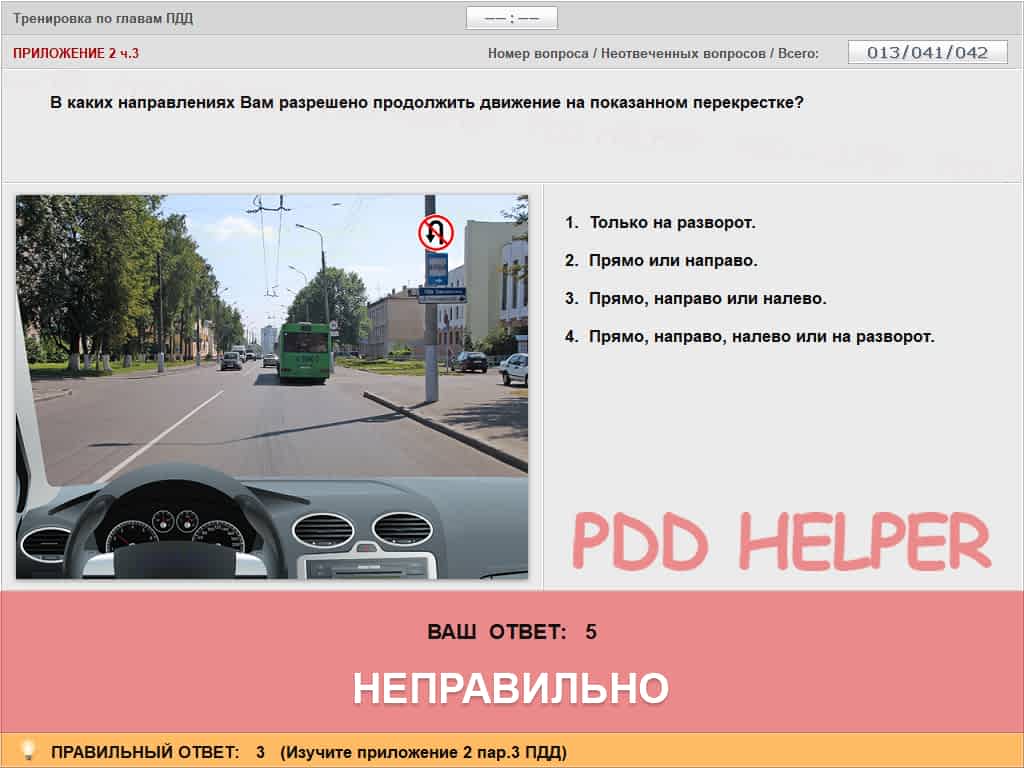 Тренировка по главам ПДД
–– : ––
ПРИЛОЖЕНИЕ 2 ч.3
Номер вопроса / Неотвеченных вопросов / Всего:
013/041/042
В каких направлениях Вам разрешено продолжить движение на показанном перекрестке?
1. Только на разворот.
2. Прямо или направо.
3. Прямо, направо или налево.
4. Прямо, направо, налево или на разворот.
PDD HELPER
ВАШ ОТВЕТ: 5
НЕПРАВИЛЬНО
ПРАВИЛЬНЫЙ ОТВЕТ: 3 (Изучите приложение 2 пар.3 ПДД)